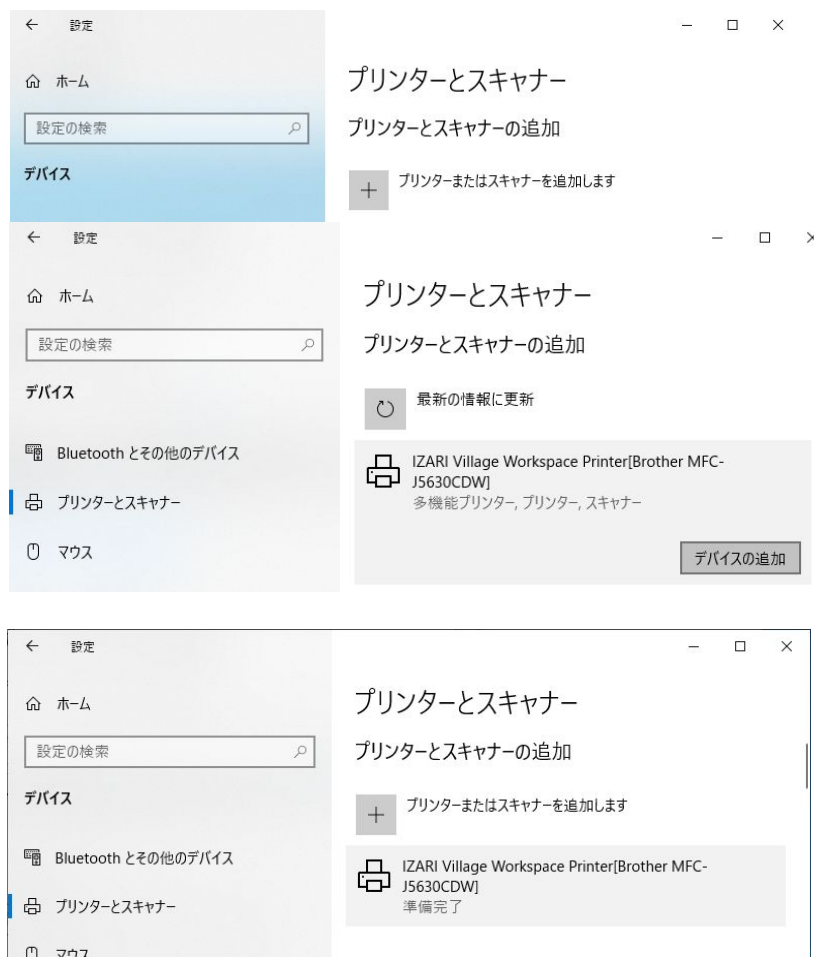 設定
ホーム
設定の検索
デバイス
プリンターとスキャナー
プリンターとスキャナーの追加
プリンターまたはスキャナーを追加します
設定
ホーム
設定の検索
デバイス
Bluetooth とその他のデバイス
プリンターとスキャナー
マウス
プリンターとスキャナー
プリンターとスキャナーの追加
最新の情報に更新
IZARI Village Workspace Printer[Brother MFC-
J5630CDW]
多機能プリンター, プリンター, スキャナー
デバイスの追加
設定
ホーム
設定の検索
デバイス
Bluetooth とその他のデバイス
プリンターとスキャナー
マウス
プリンターとスキャナー
プリンターとスキャナーの追加
プリンターまたはスキャナーを追加します
IZARI Village Workspace Printer[Brother MFC-
J5630CDW]
準備完了